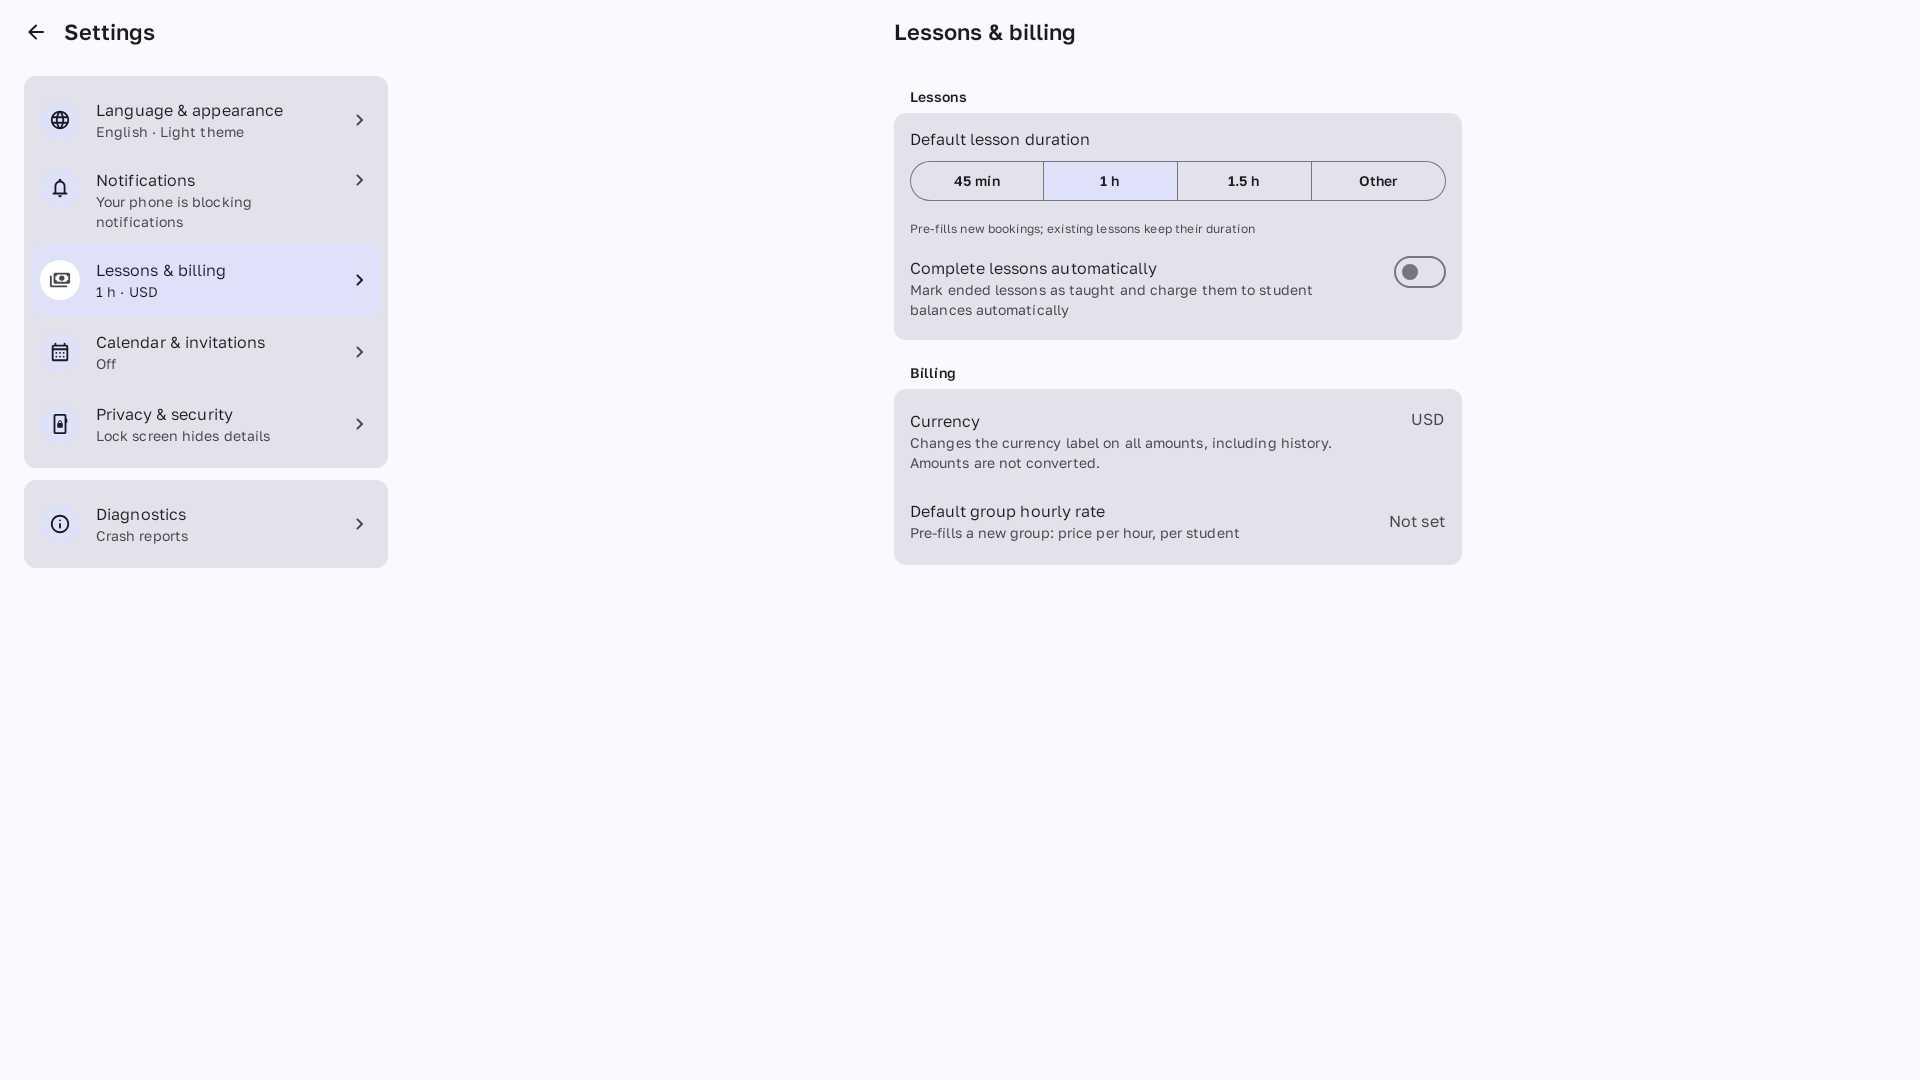 Settings
Language & appearance
English · Light theme
Notifications
Your phone is blocking
notifications
Lessons & billing
1 h · USD
Calendar & invitations
Off
Privacy & security
Lock screen hides details
Diagnostics
Crash reports
Lessons & billing
Lessons
Default lesson duration
45 min
1 h
1.5 h
Other
Pre-fills new bookings; existing lessons keep their duration
Complete lessons automatically
Mark ended lessons as taught and charge them to student
balances automatically
Billing
Currency
USD
Changes the currency label on all amounts, including history.
Amounts are not converted.
Default group hourly rate
Not set
Pre-fills a new group: price per hour, per student